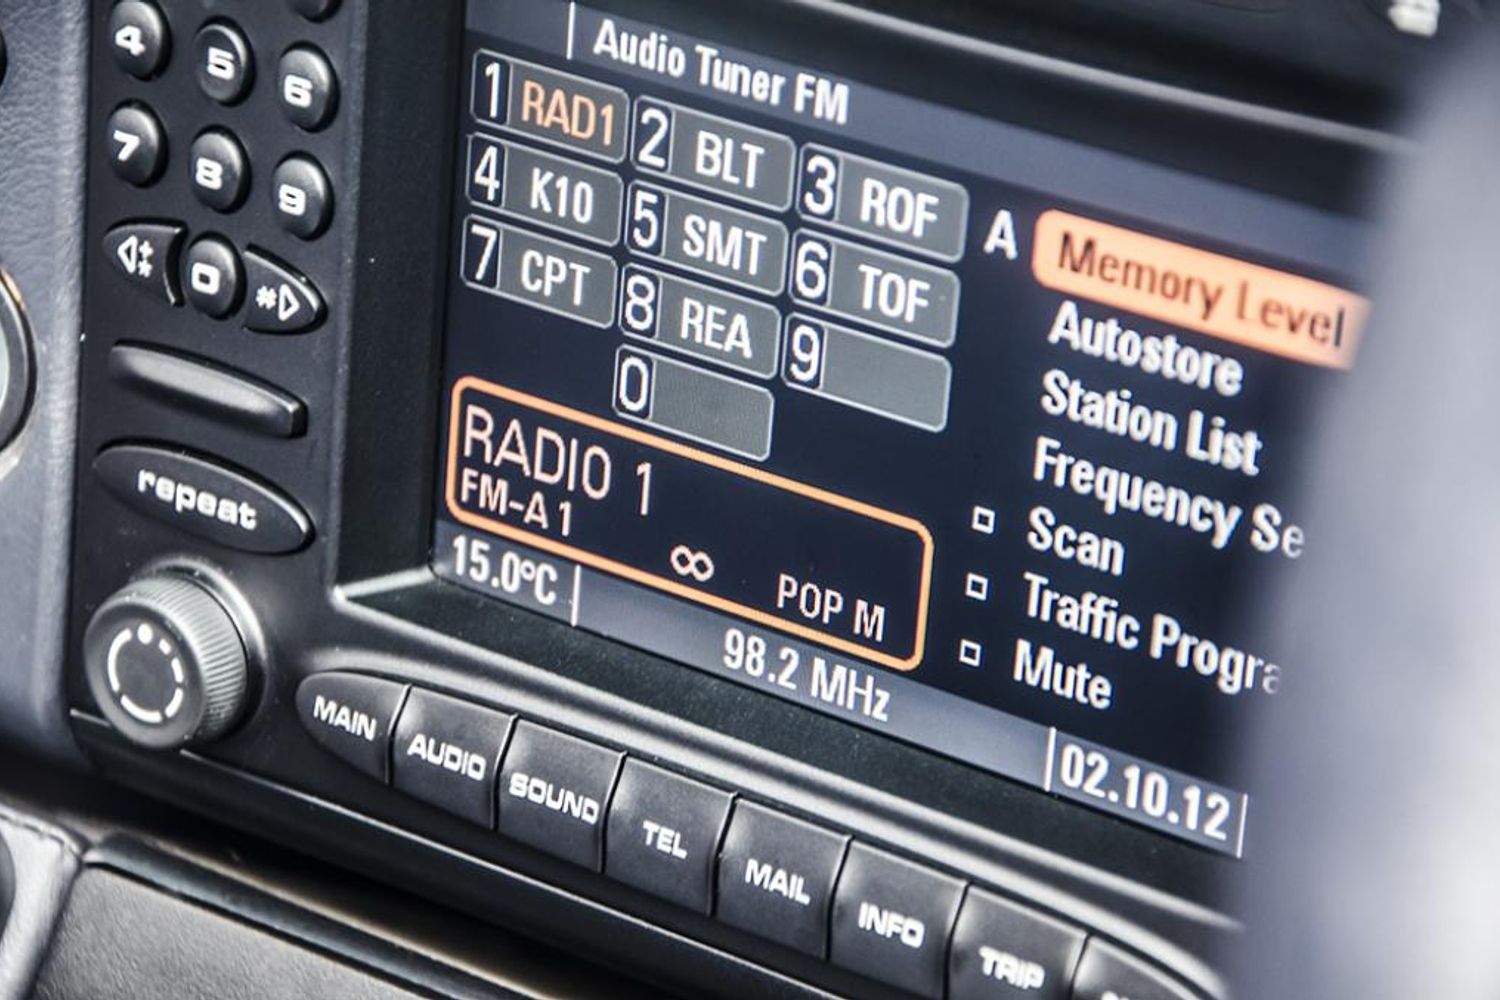 4 5 6
7 8 9
0 #
repeat
Audio Tuner FM
1 RAD1 2 BLT 3 ROF
4 K10 5 SMT 6 TOF
7 CPT 8 REA 9
0
A Memory Level
Autostore
Station List
Frequency Se
Scan
Traffic Progra
Mute
RADIO 1
FM-A 1
∞ POP M
15.0°C
98.2 MHz
02.10.12
MAIN AUDIO SOUND TEL MAIL INFO TRIP